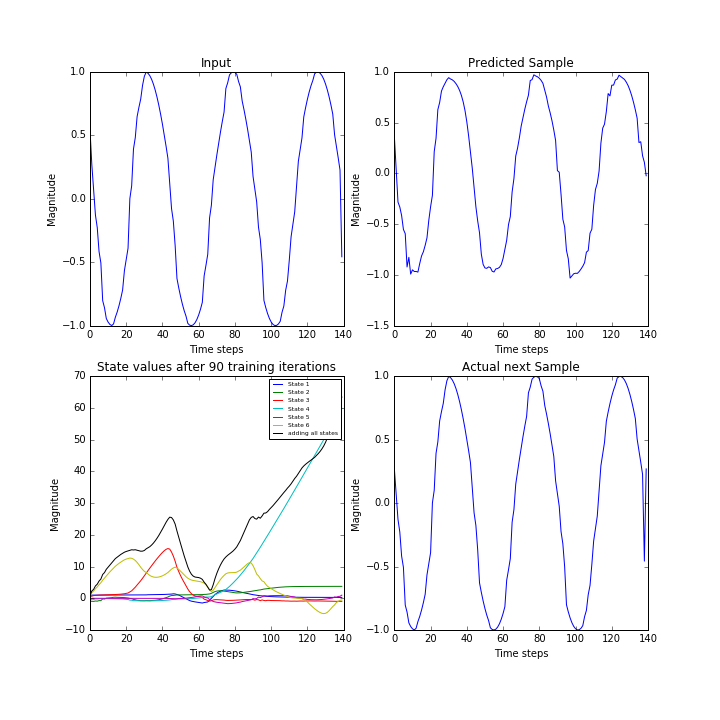 Input
Magnitude
1.0
0.5
0.0
−0.5
−1.0
0 20 40 60 80 100 120 140
Time steps
Predicted Sample
Magnitude
1.0
0.5
0.0
−0.5
−1.0
−1.5
0 20 40 60 80 100 120 140
Time steps
State values after 90 training iterations
Magnitude
70
60
50
40
30
20
10
0
−10
0 20 40 60 80 100 120 140
Time steps
State 1
State 2
State 3
State 4
State 5
State 6
adding all states
Actual next Sample
Magnitude
1.0
0.5
0.0
−0.5
−1.0
0 20 40 60 80 100 120 140
Time steps